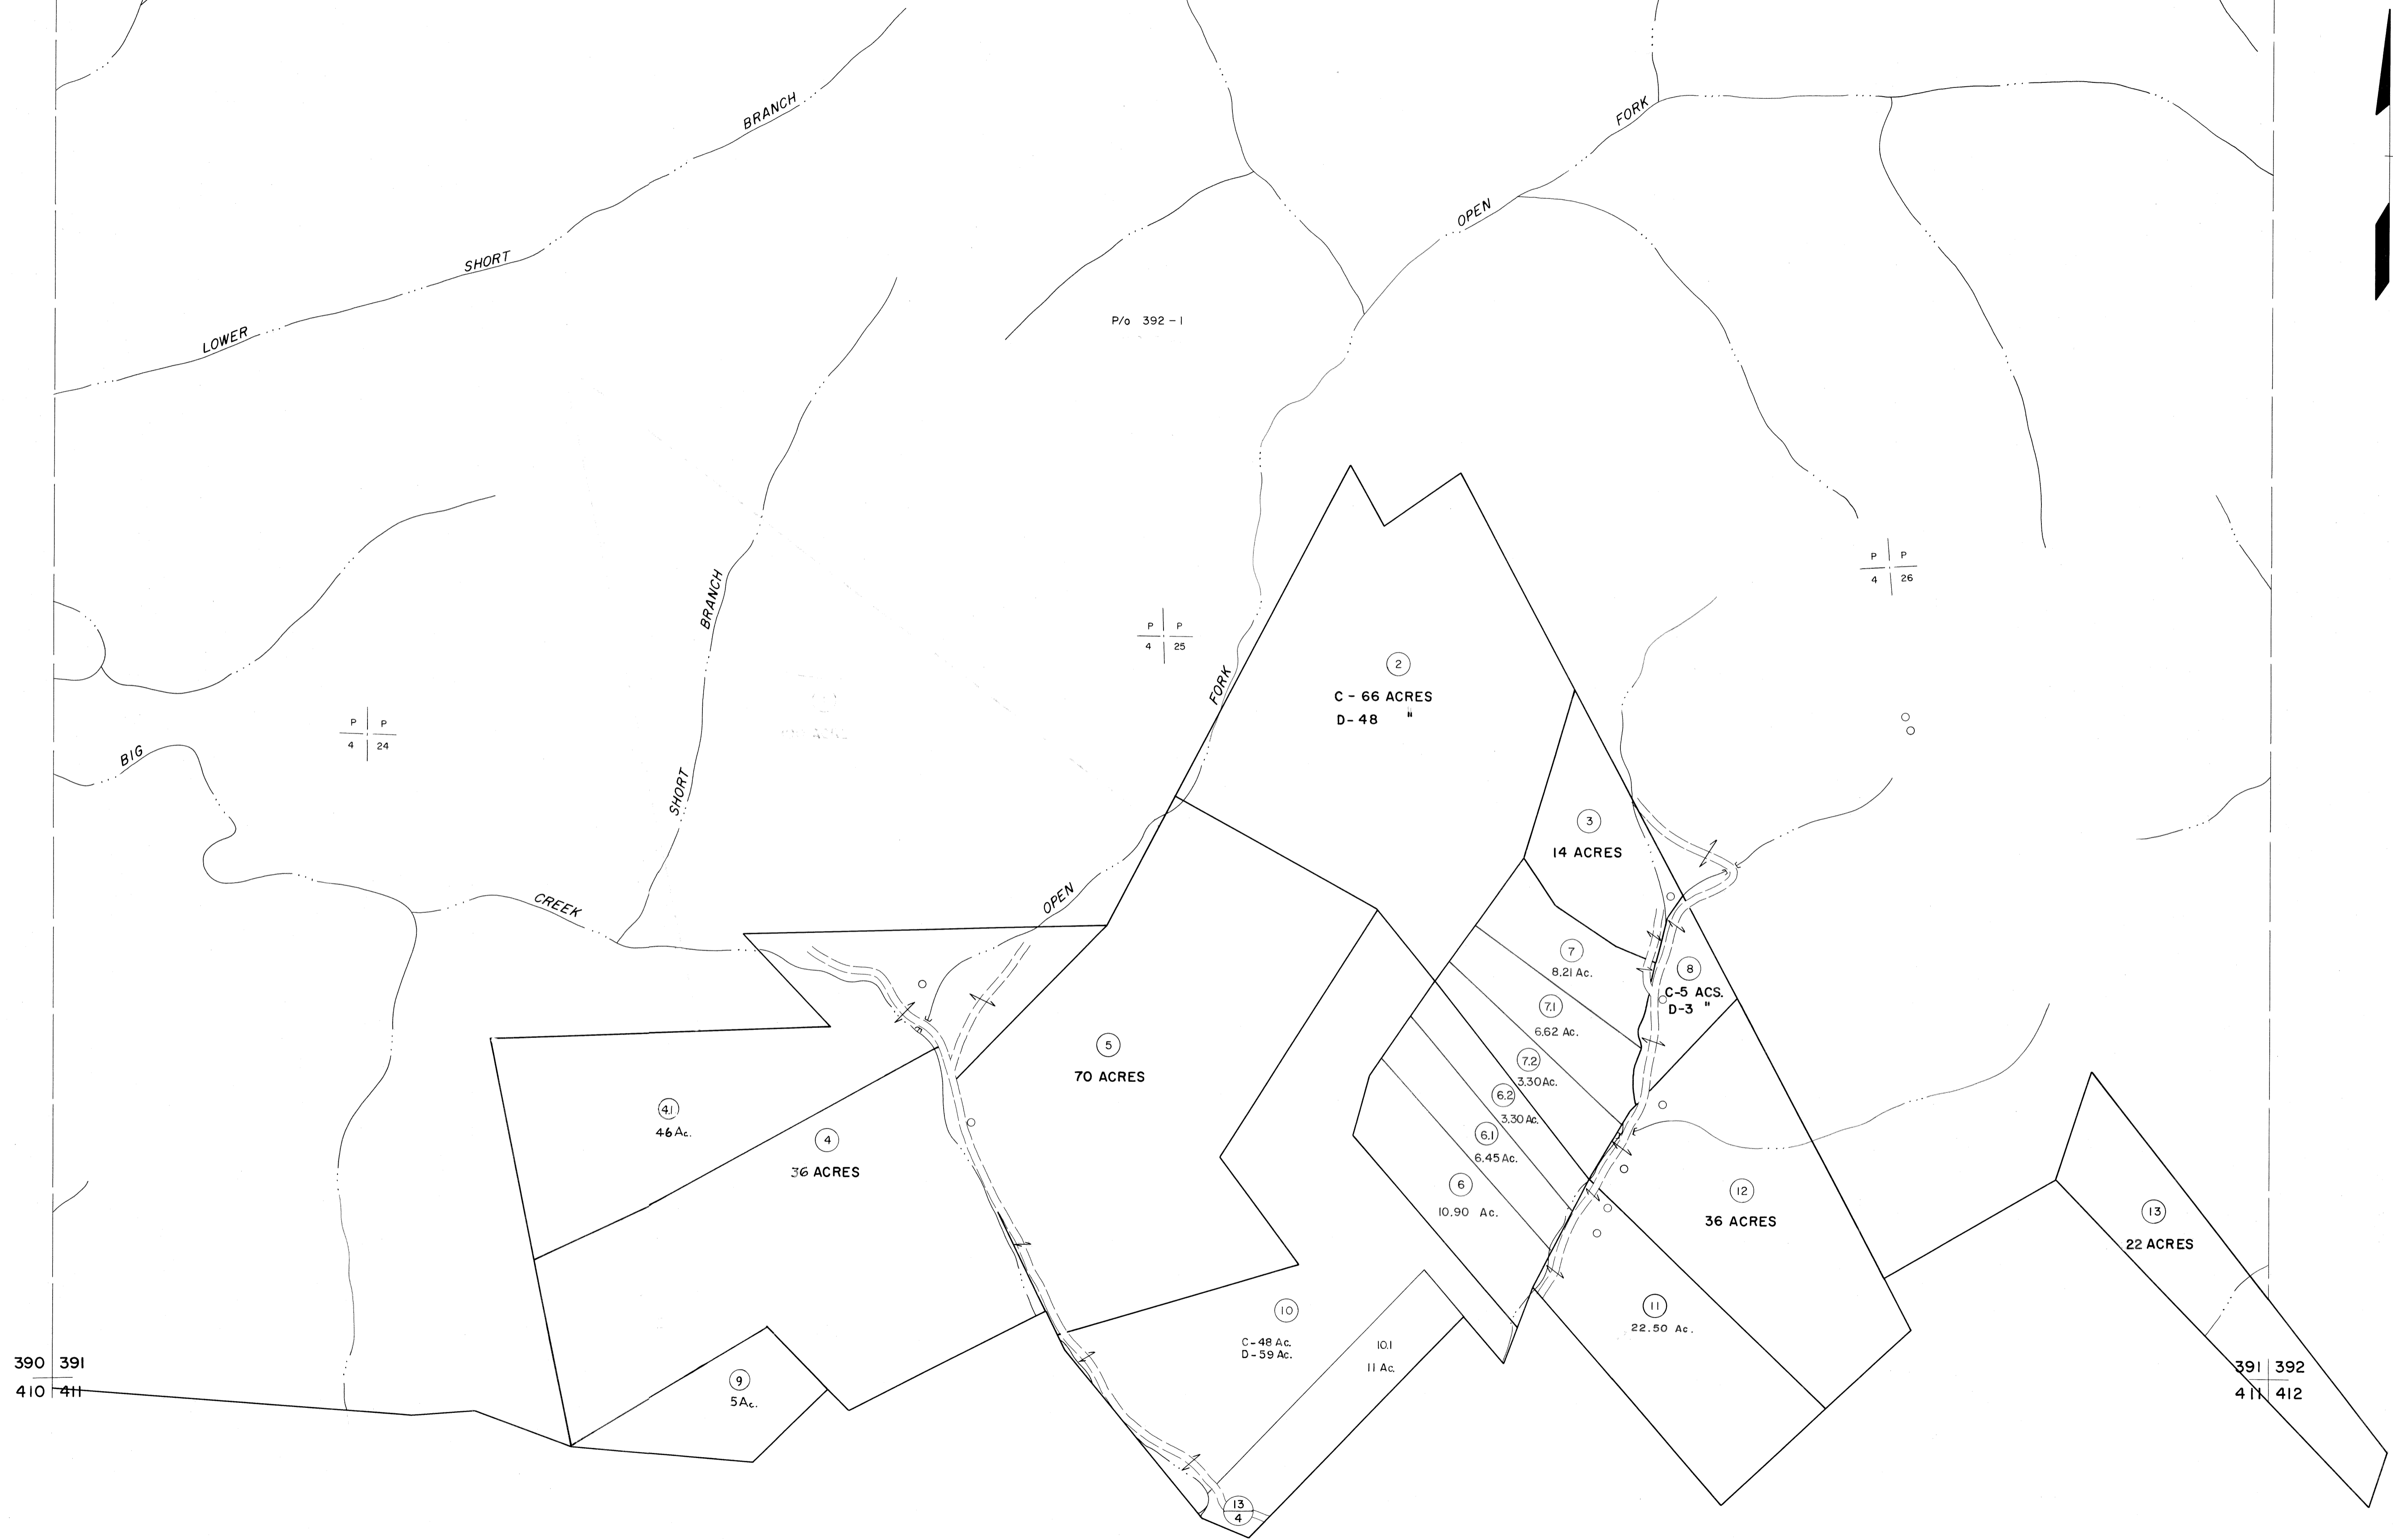 BRANCH
FORK
OPEN
SHORT
LOWER
P/o 392-1
P P
4 26
BRANCH
P P
4 25
FORK
2
C - 66 ACRES
D-48 "
P P
4 24
BIG
SHORT
3
14 ACRES
CREEK
OPEN
7
8.21 Ac.
8
C-5 ACS.
D-3 "
7.1
6.62 Ac.
5
70 ACRES
7.2
3.30 Ac.
6.2
3.30 Ac.
4.1
46 Ac.
4
36 ACRES
6.1
6.45 Ac.
6
10.90 Ac.
12
36 ACRES
13
22 ACRES
10
C-48 Ac.
D-59 Ac.
11
22.50 Ac.
10.1
11 Ac.
390 391
410 411
9
5 Ac.
391 392
411 412
13
4